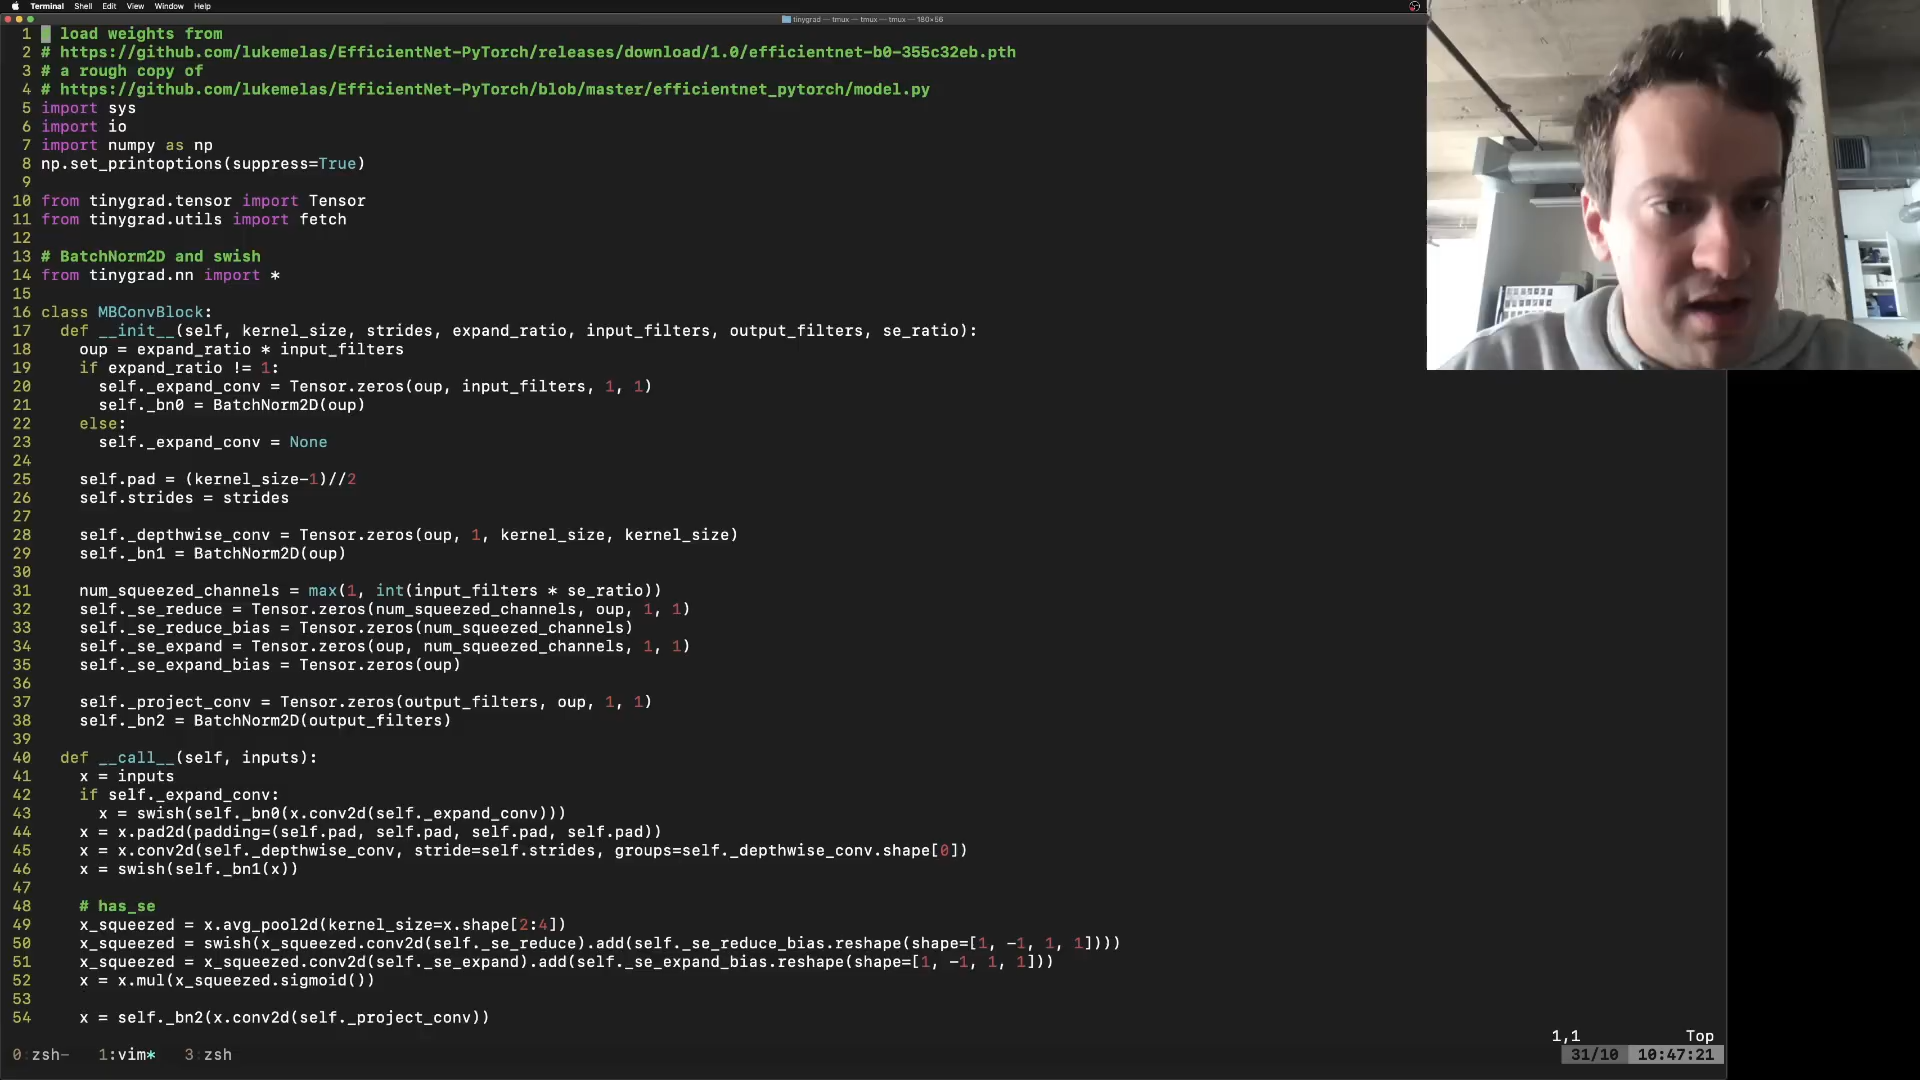 Terminal Shell Edit View Window Help
tinygrad — tmux — tmux — tmux — 180×56
1 # load weights from
2 # https://github.com/lukemelas/EfficientNet-PyTorch/releases/download/1.0/efficientnet-b0-355c32eb.pth
3 # a rough copy of
4 # https://github.com/lukemelas/EfficientNet-PyTorch/blob/master/efficientnet_pytorch/model.py
5 import sys
6 import io
7 import numpy as np
8 np.set_printoptions(suppress=True)
9
10 from tinygrad.tensor import Tensor
11 from tinygrad.utils import fetch
12
13 # BatchNorm2D and swish
14 from tinygrad.nn import *
15
16 class MBConvBlock:
17   def __init__(self, kernel_size, strides, expand_ratio, input_filters, output_filters, se_ratio):
18     oup = expand_ratio * input_filters
19     if expand_ratio != 1:
20       self._expand_conv = Tensor.zeros(oup, input_filters, 1, 1)
21       self._bn0 = BatchNorm2D(oup)
22     else:
23       self._expand_conv = None
24
25     self.pad = (kernel_size-1)//2
26     self.strides = strides
27
28     self._depthwise_conv = Tensor.zeros(oup, 1, kernel_size, kernel_size)
29     self._bn1 = BatchNorm2D(oup)
30
31     num_squeezed_channels = max(1, int(input_filters * se_ratio))
32     self._se_reduce = Tensor.zeros(num_squeezed_channels, oup, 1, 1)
33     self._se_reduce_bias = Tensor.zeros(num_squeezed_channels)
34     self._se_expand = Tensor.zeros(oup, num_squeezed_channels, 1, 1)
35     self._se_expand_bias = Tensor.zeros(oup)
36
37     self._project_conv = Tensor.zeros(output_filters, oup, 1, 1)
38     self._bn2 = BatchNorm2D(output_filters)
39
40   def __call__(self, inputs):
41     x = inputs
42     if self._expand_conv:
43       x = swish(self._bn0(x.conv2d(self._expand_conv)))
44     x = x.pad2d(padding=(self.pad, self.pad, self.pad, self.pad))
45     x = x.conv2d(self._depthwise_conv, stride=self.strides, groups=self._depthwise_conv.shape[0])
46     x = swish(self._bn1(x))
47
48     # has_se
49     x_squeezed = x.avg_pool2d(kernel_size=x.shape[2:4])
50     x_squeezed = swish(x_squeezed.conv2d(self._se_reduce).add(self._se_reduce_bias.reshape(shape=[1, -1, 1, 1])))
51     x_squeezed = x_squeezed.conv2d(self._se_expand).add(self._se_expand_bias.reshape(shape=[1, -1, 1, 1]))
52     x = x.mul(x_squeezed.sigmoid())
53
54     x = self._bn2(x.conv2d(self._project_conv))
1,1 Top
0 zsh- 1:vim* 3 zsh 31/10 10:47:21